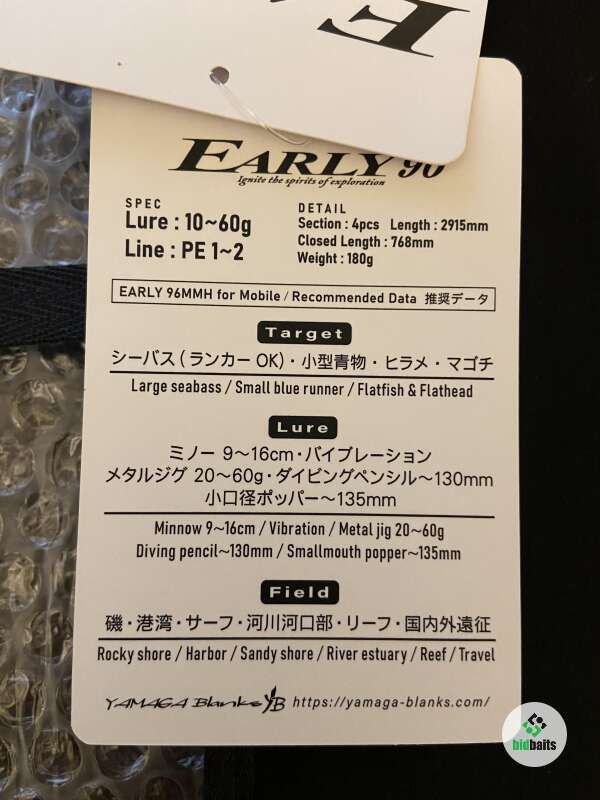 EARLY 96
Ignite the spirits of exploration
SPEC
Lure : 10~60g
Line : PE 1~2
DETAIL
Section : 4pcs Length : 2915mm
Closed Length : 768mm
Weight : 180g
EARLY 96MMH for Mobile / Recommended Data 推奨データ
Target
シーバス(ランカーOK)・小型青物・ヒラメ・マゴチ
Large seabass / Small blue runner / Flatfish & Flathead
Lure
ミノー 9～16cm・バイブレーション
メタルジグ 20～60g・ダイビングペンシル～130mm
小口径ポッパー～135mm
Minnow 9~16cm / Vibration / Metal jig 20~60g
Diving pencil~130mm / Smallmouth popper~135mm
Field
磯・港湾・サーフ・河川河口部・リーフ・国内外遠征
Rocky shore / Harbor / Sandy shore / River estuary / Reef / Travel
YAMAGA Blanks YB https://yamaga-blanks.com/
bidbaits